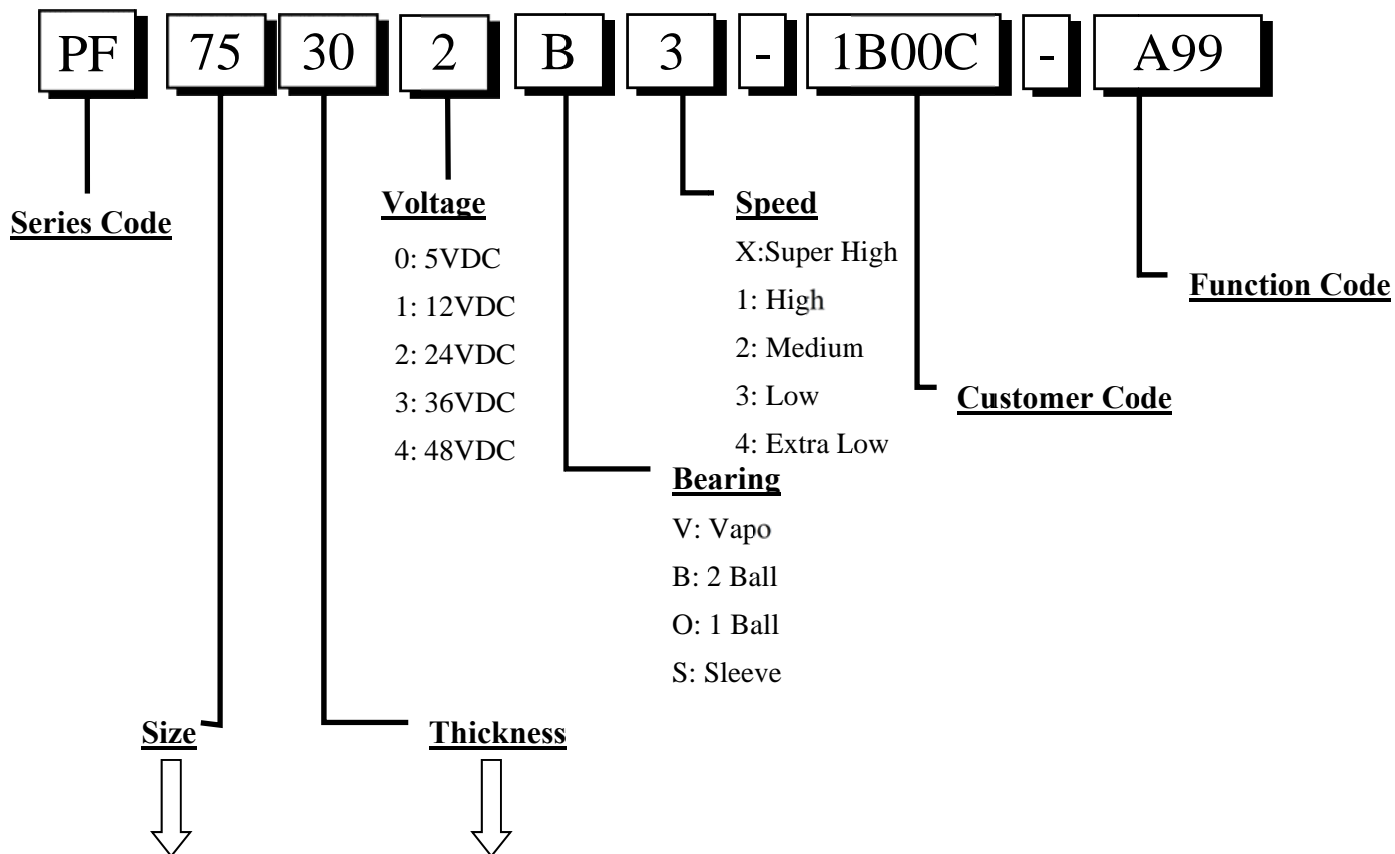 PF 75 30 2 B 3 - 1B00C - A99
Series Code
Voltage
0: 5VDC
1: 12VDC
2: 24VDC
3: 36VDC
4: 48VDC
Speed
X:Super High
1: High
2: Medium
3: Low
4: Extra Low
Function Code
Customer Code
Bearing
V: Vapo
B: 2 Ball
O: 1 Ball
S: Sleeve
Size
Thickness